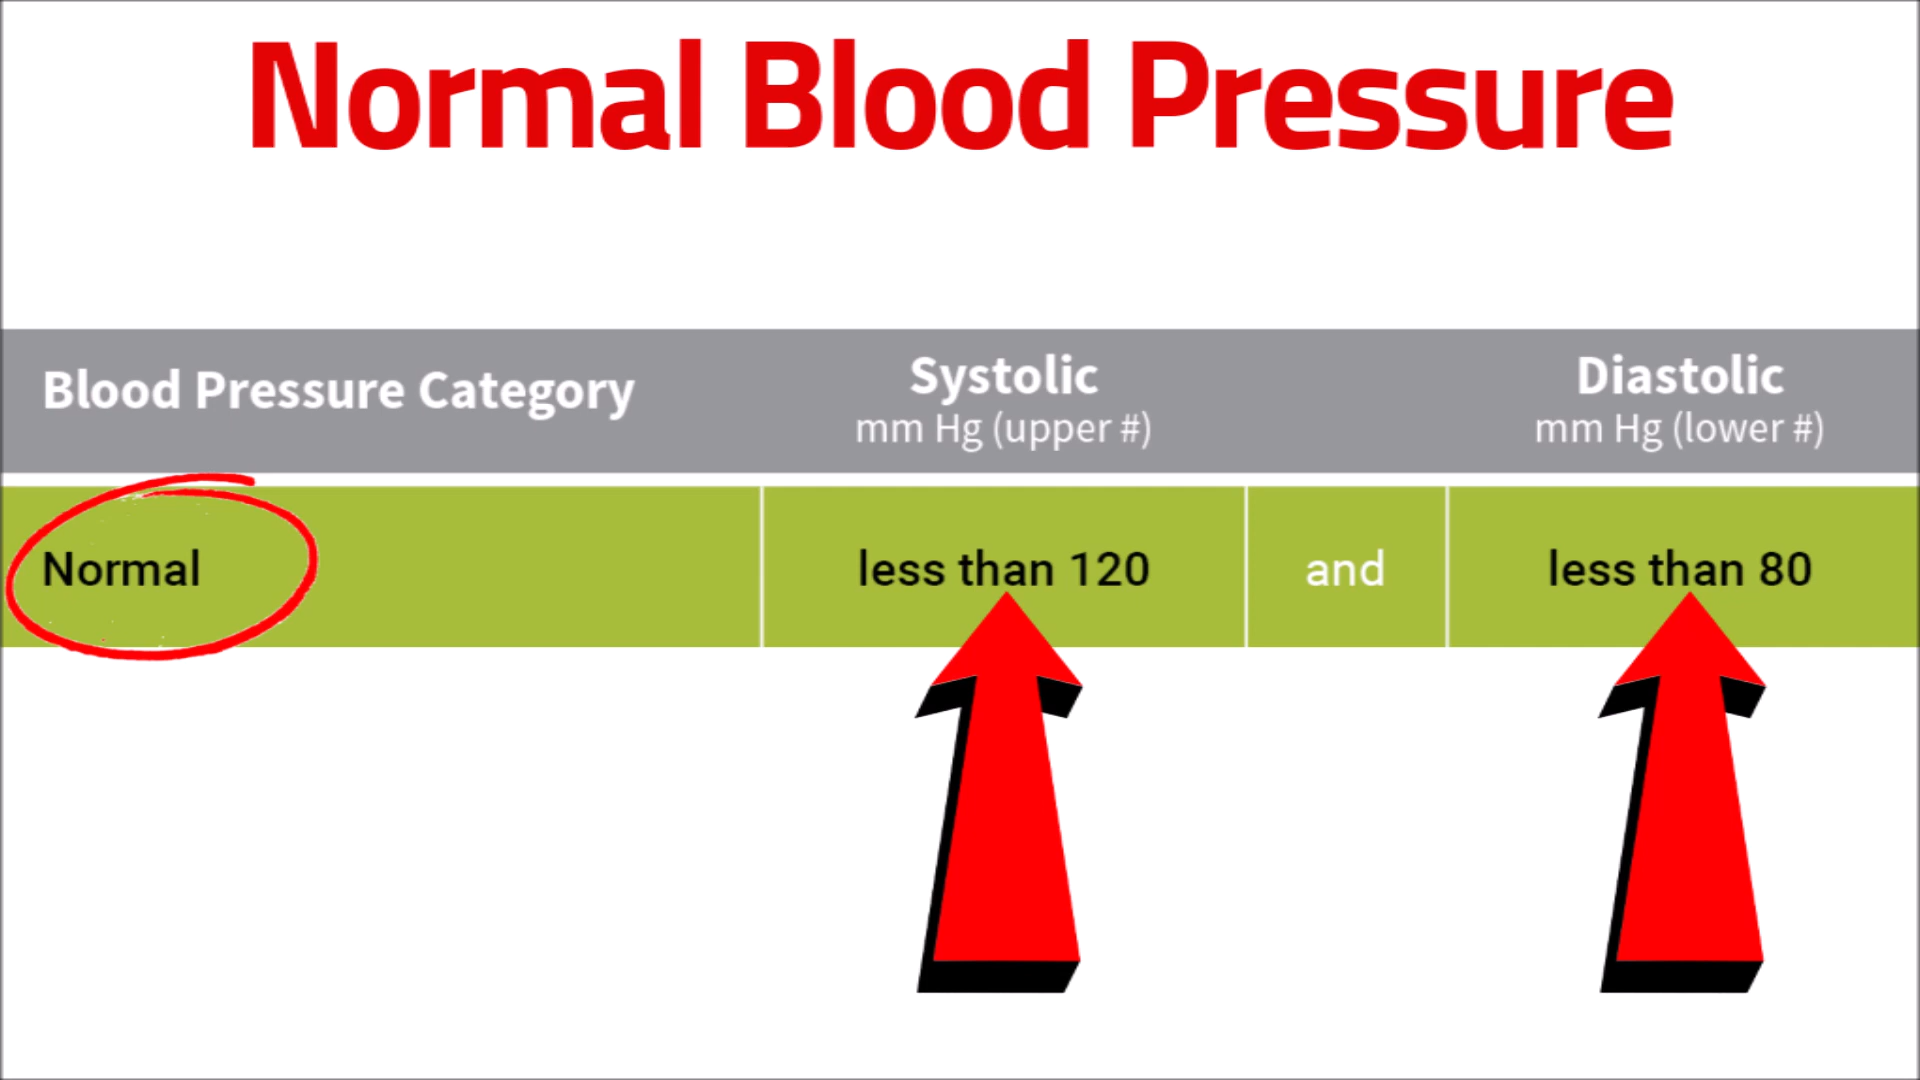 Normal Blood Pressure
Blood Pressure Category
Systolic
mm Hg (upper #)
Diastolic
mm Hg (lower #)
Normal
less than 120
and
less than 80